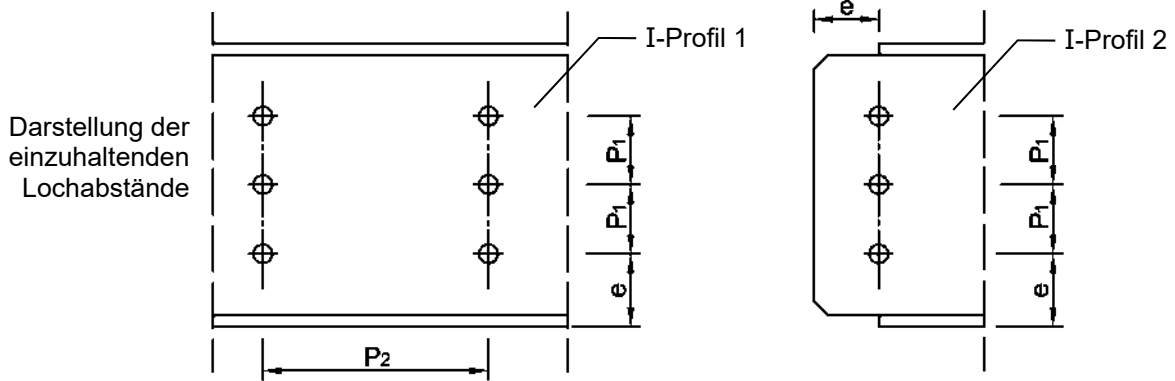 e
I-Profil 1
I-Profil 2
Darstellung der
einzuhaltenden
Lochabstände
P1
P1
P1
P1
e
e
P2